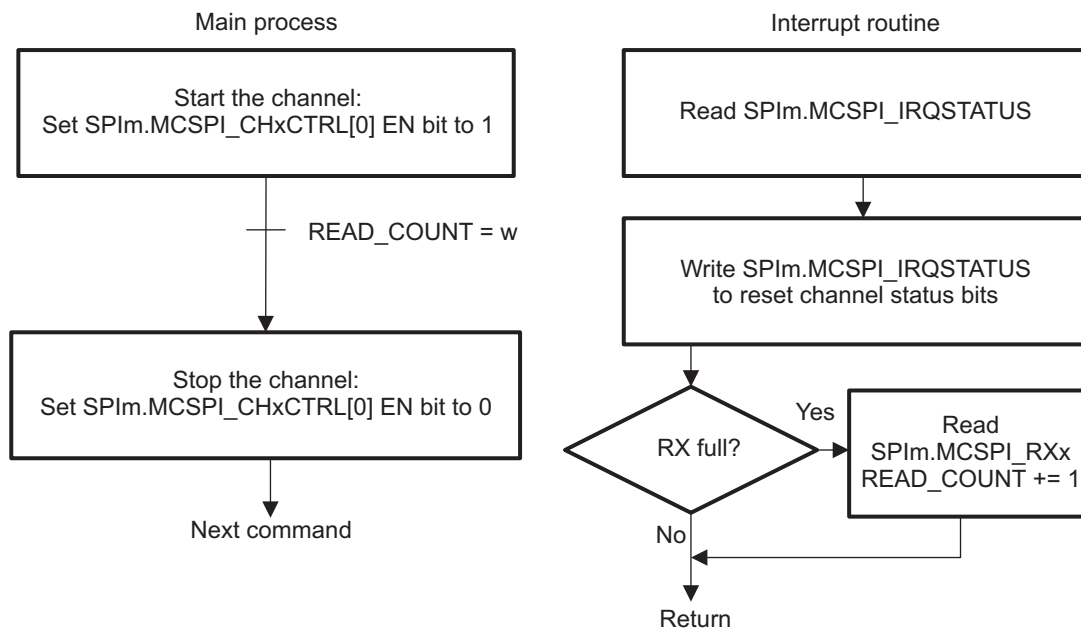 Main process
Start the channel:
Set SPIm.MCSPI_CHxCTRL[0] EN bit to 1
READ_COUNT = w
Stop the channel:
Set SPIm.MCSPI_CHxCTRL[0] EN bit to 0
Next command
Interrupt routine
Read SPIm.MCSPI_IRQSTATUS
Write SPIm.MCSPI_IRQSTATUS
to reset channel status bits
RX full?
Yes
Read
SPIm.MCSPI_RXx
READ_COUNT += 1
No
Return